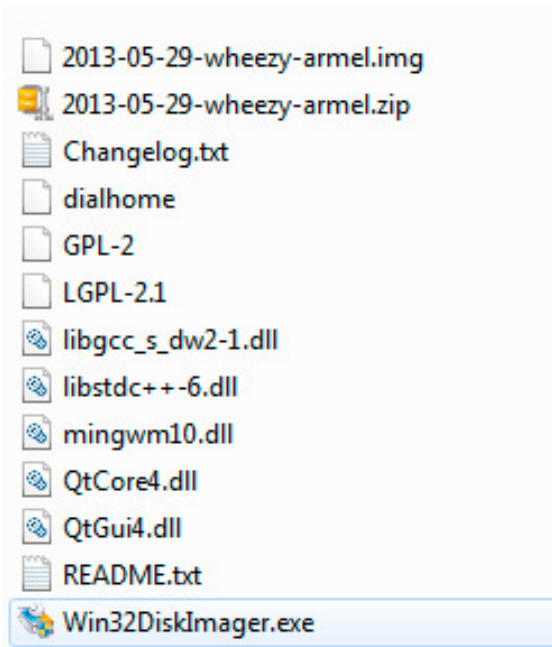 2013-05-29-wheezy-armel.img
2013-05-29-wheezy-armel.zip
Changelog.txt
dialhome
GPL-2
LGPL-2.1
libgcc_s_dw2-1.dll
libstdc++-6.dll
mingwm10.dll
QtCore4.dll
QtGui4.dll
README.txt
Win32DiskImager.exe